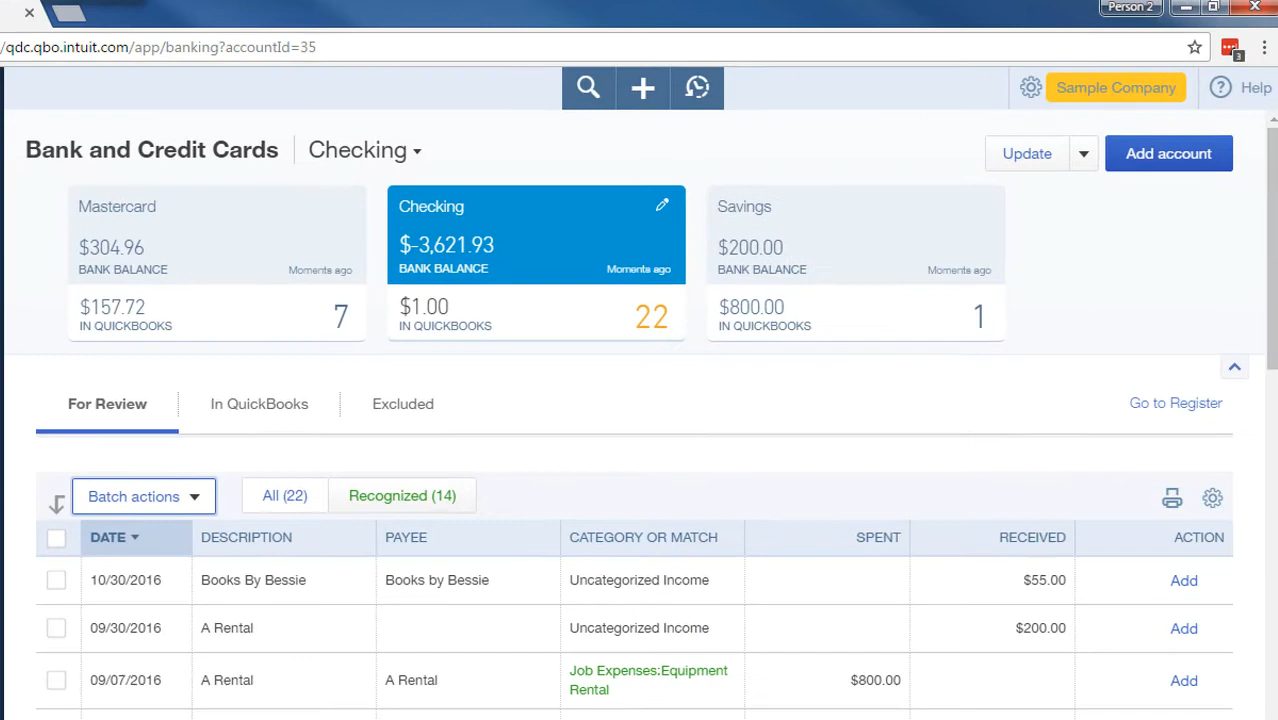 Person 2
/qdc.qbo.intuit.com/app/banking?accountId=35
3
Sample Company
Help
Bank and Credit Cards
Checking
Update
Add account
Mastercard
$304.96
BANK BALANCE
Moments ago
$157.72
IN QUICKBOOKS
7
Checking
$-3,621.93
BANK BALANCE
Moments ago
$1.00
IN QUICKBOOKS
22
Savings
$200.00
BANK BALANCE
Moments ago
$800.00
IN QUICKBOOKS
1
For Review
In QuickBooks
Excluded
Go to Register
Batch actions
All (22)
Recognized (14)
DATE DESCRIPTION PAYEE CATEGORY OR MATCH SPENT RECEIVED ACTION
10/30/2016 Books By Bessie Books by Bessie Uncategorized Income $55.00 Add
09/30/2016 A Rental Uncategorized Income $200.00 Add
09/07/2016 A Rental A Rental Job Expenses:Equipment $800.00 Add
Rental